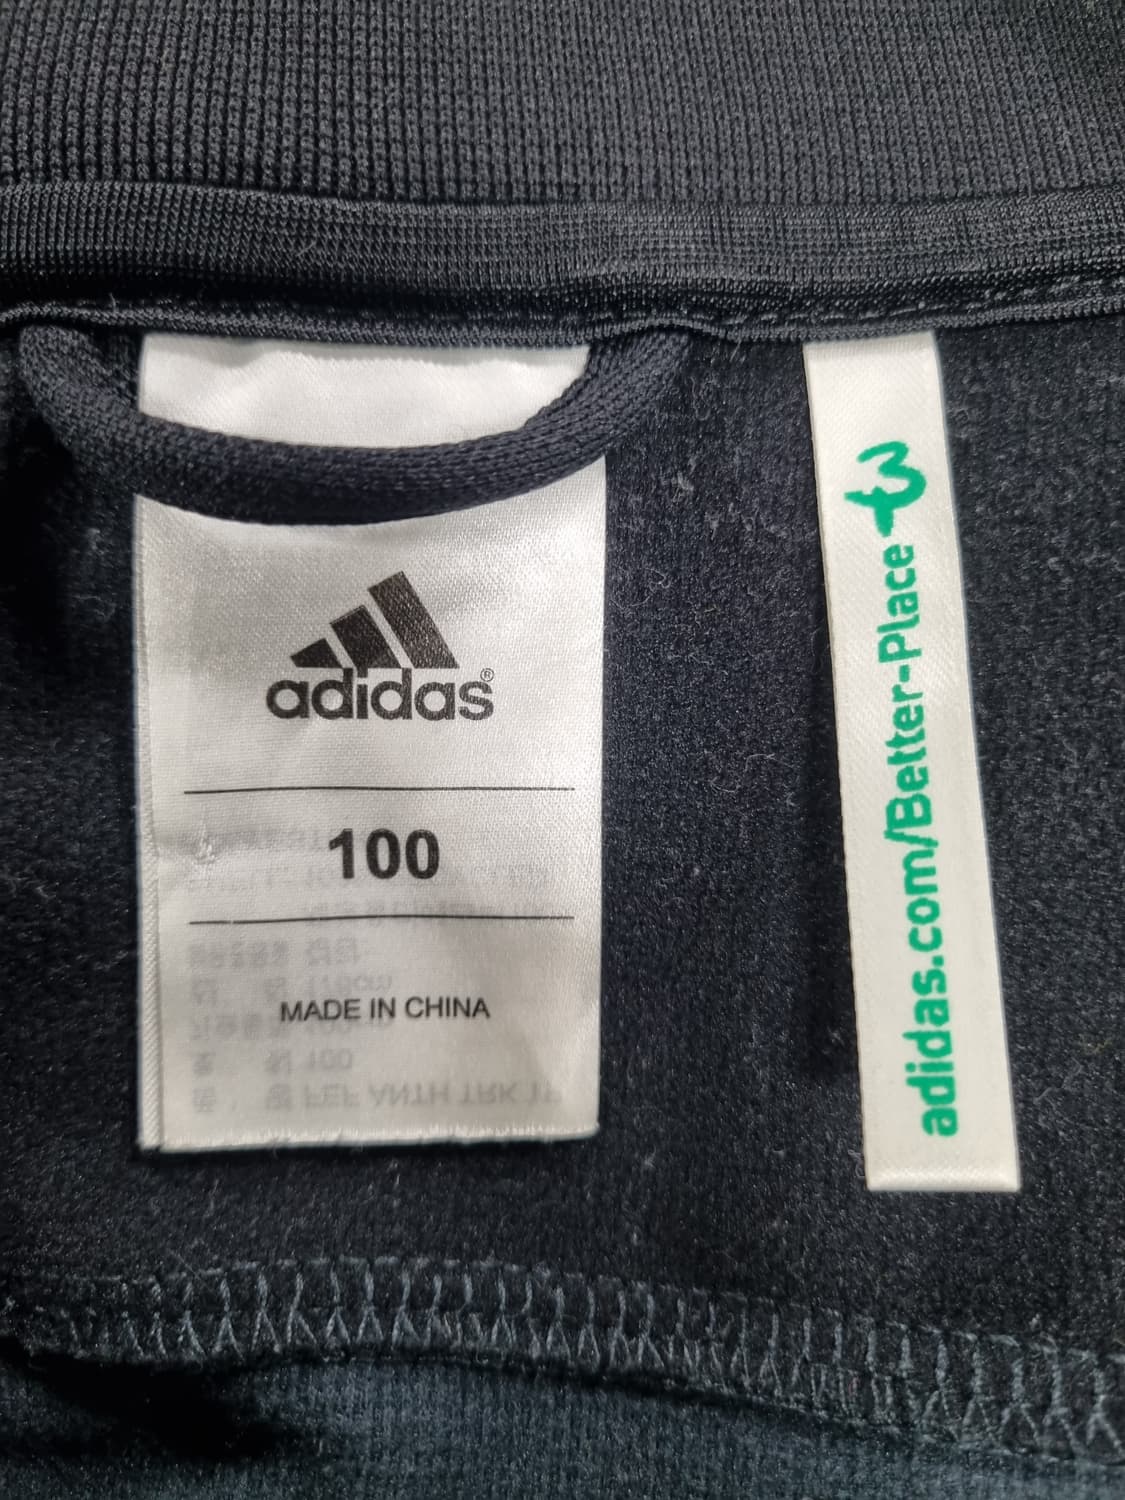 adidas®
100
MADE IN CHINA
adidas.com/Better-Place